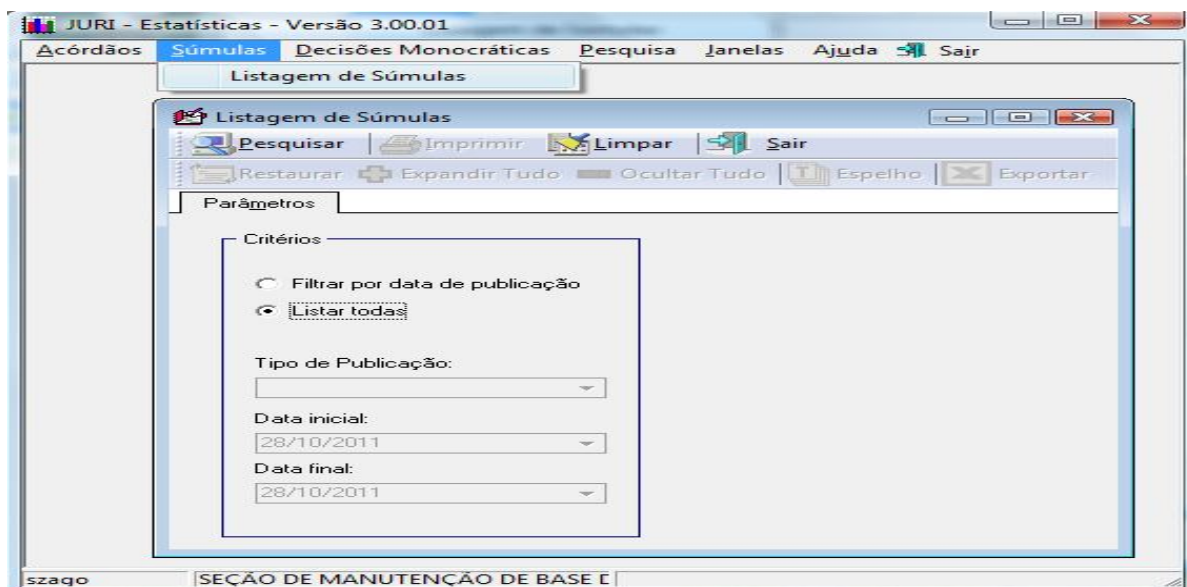 JURI - Estatísticas - Versão 3.00.01
Acórdãos Súmulas Decisões Monocráticas Pesquisa Janelas Ajuda Sair
Listagem de Súmulas
Listagem de Súmulas
Pesquisar Imprimir Limpar Sair
Restaurar Expandir Tudo Ocultar Tudo Espelho Exportar
Parâmetros
Critérios
Filtrar por data de publicação
Listar todas
Tipo de Publicação:
Data inicial:
28/10/2011
Data final:
28/10/2011
szago SEÇÃO DE MANUTENÇÃO DE BASE D